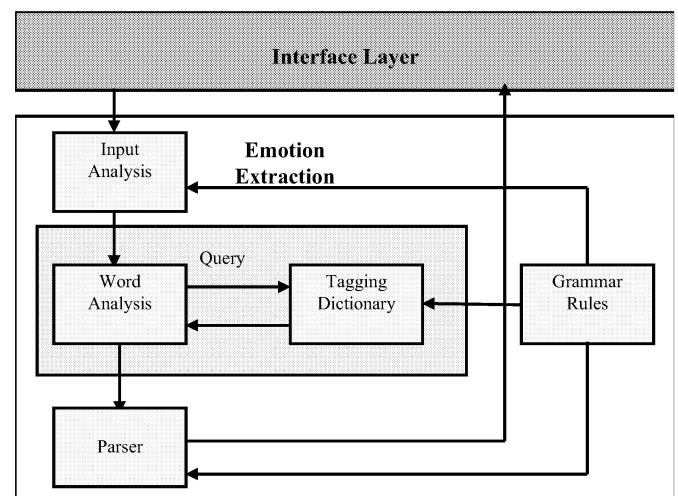 Interface Layer
Input
Analysis
Emotion
Extraction
Query
Word
Analysis
Tagging
Dictionary
Grammar
Rules
Parser